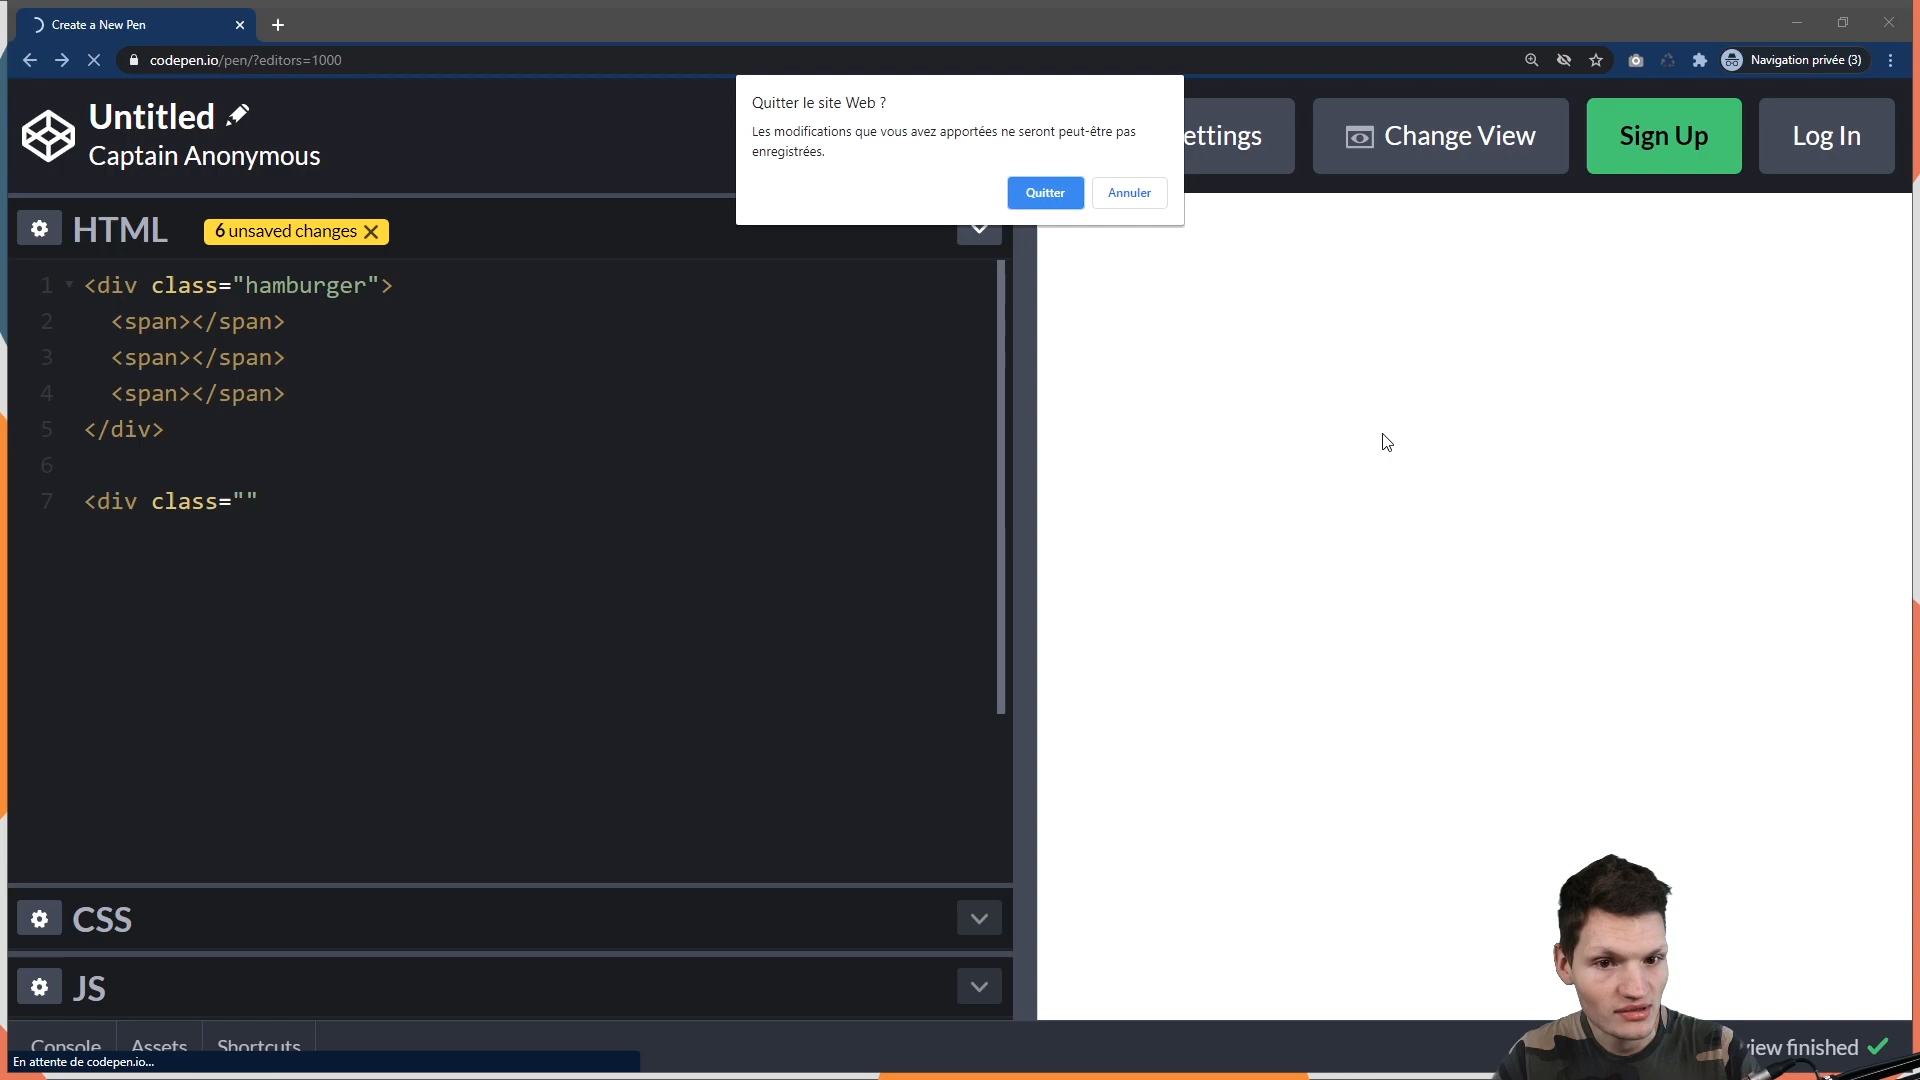 Create a New Pen
codepen.io/pen/?editors=1000
Navigation privée (3)
Quitter le site Web ?
Les modifications que vous avez apportées ne seront peut-être pas
enregistrées.
Quitter
Annuler
Untitled
Captain Anonymous
ettings
Change View
Sign Up
Log In
HTML
6 unsaved changes
1 <div class="hamburger">
2 <span></span>
3 <span></span>
4 <span></span>
5 </div>
6
7 <div class=""
CSS
JS
Console
Assets
Shortcuts
iew finished
En attente de codepen.io...